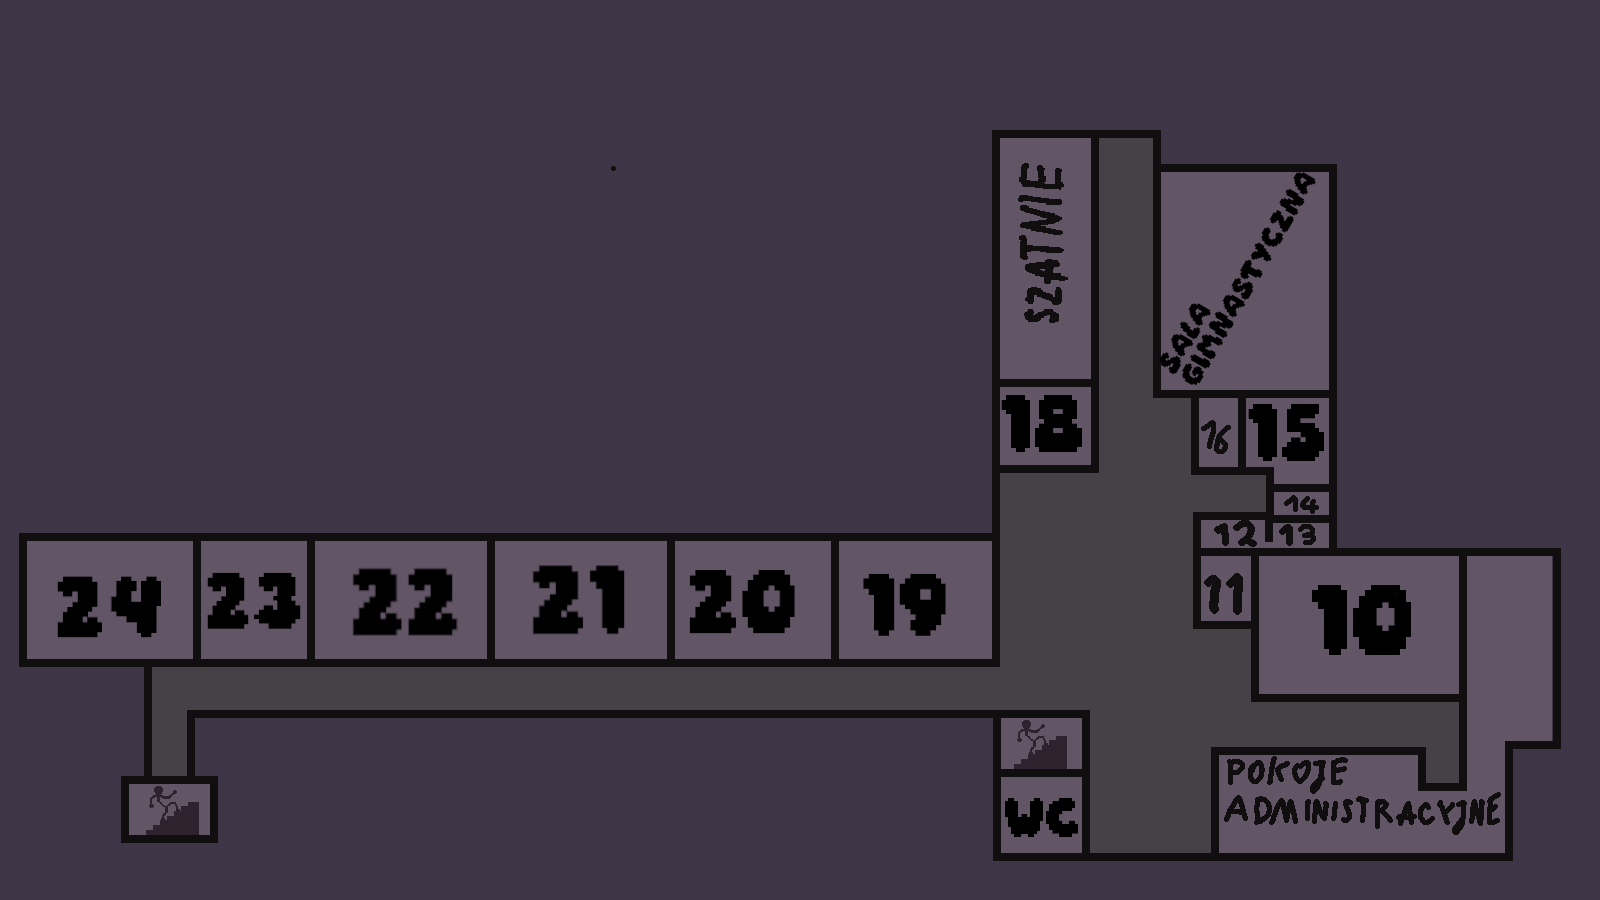 SZATNIE
SALA
GIMNASTYCZNA
18
16
15
14
12
13
24
23
22
21
20
19
11
10
WC
POKOJE
ADMINISTRACYJNE